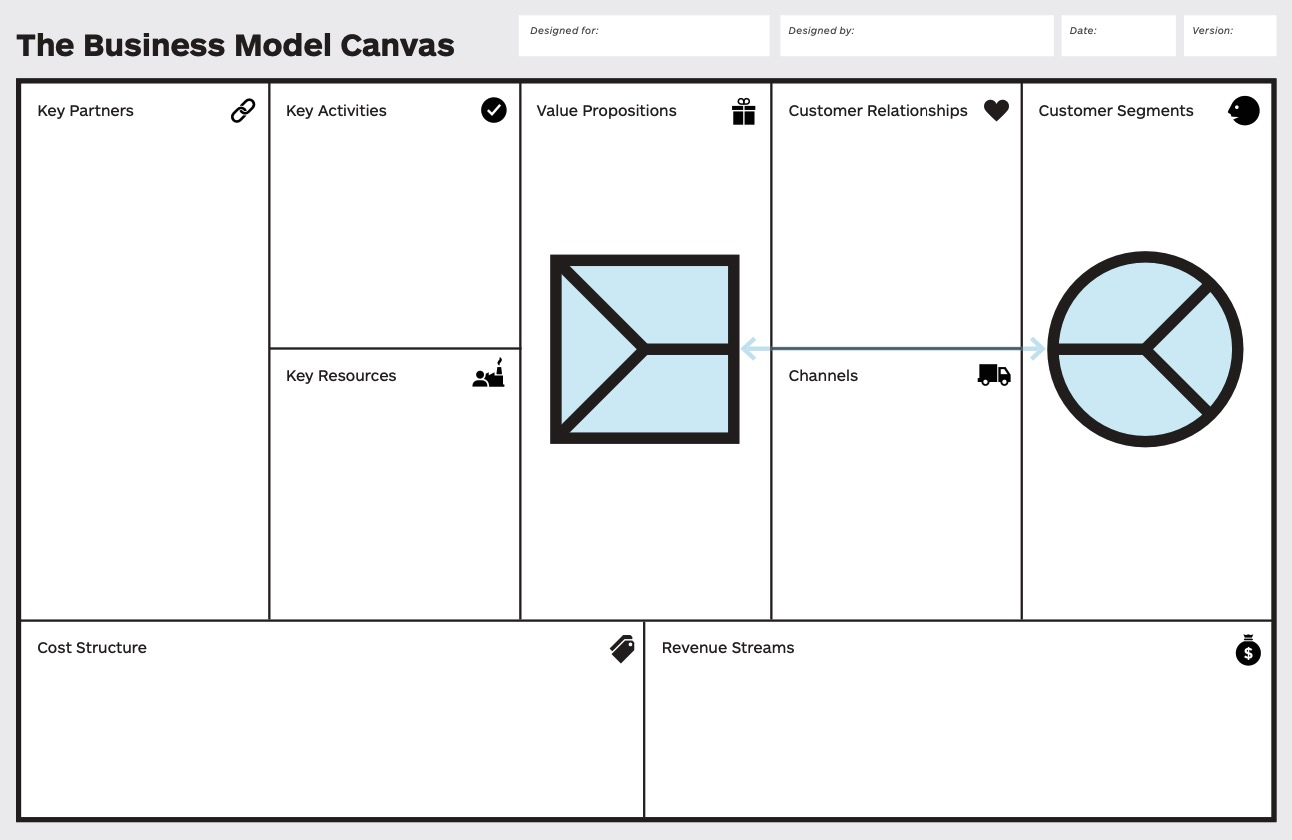 The Business Model Canvas
Designed for:
Designed by:
Date:
Version:
Key Partners
Key Activities
Value Propositions
Customer Relationships
Customer Segments
Key Resources
Channels
Cost Structure
Revenue Streams
$